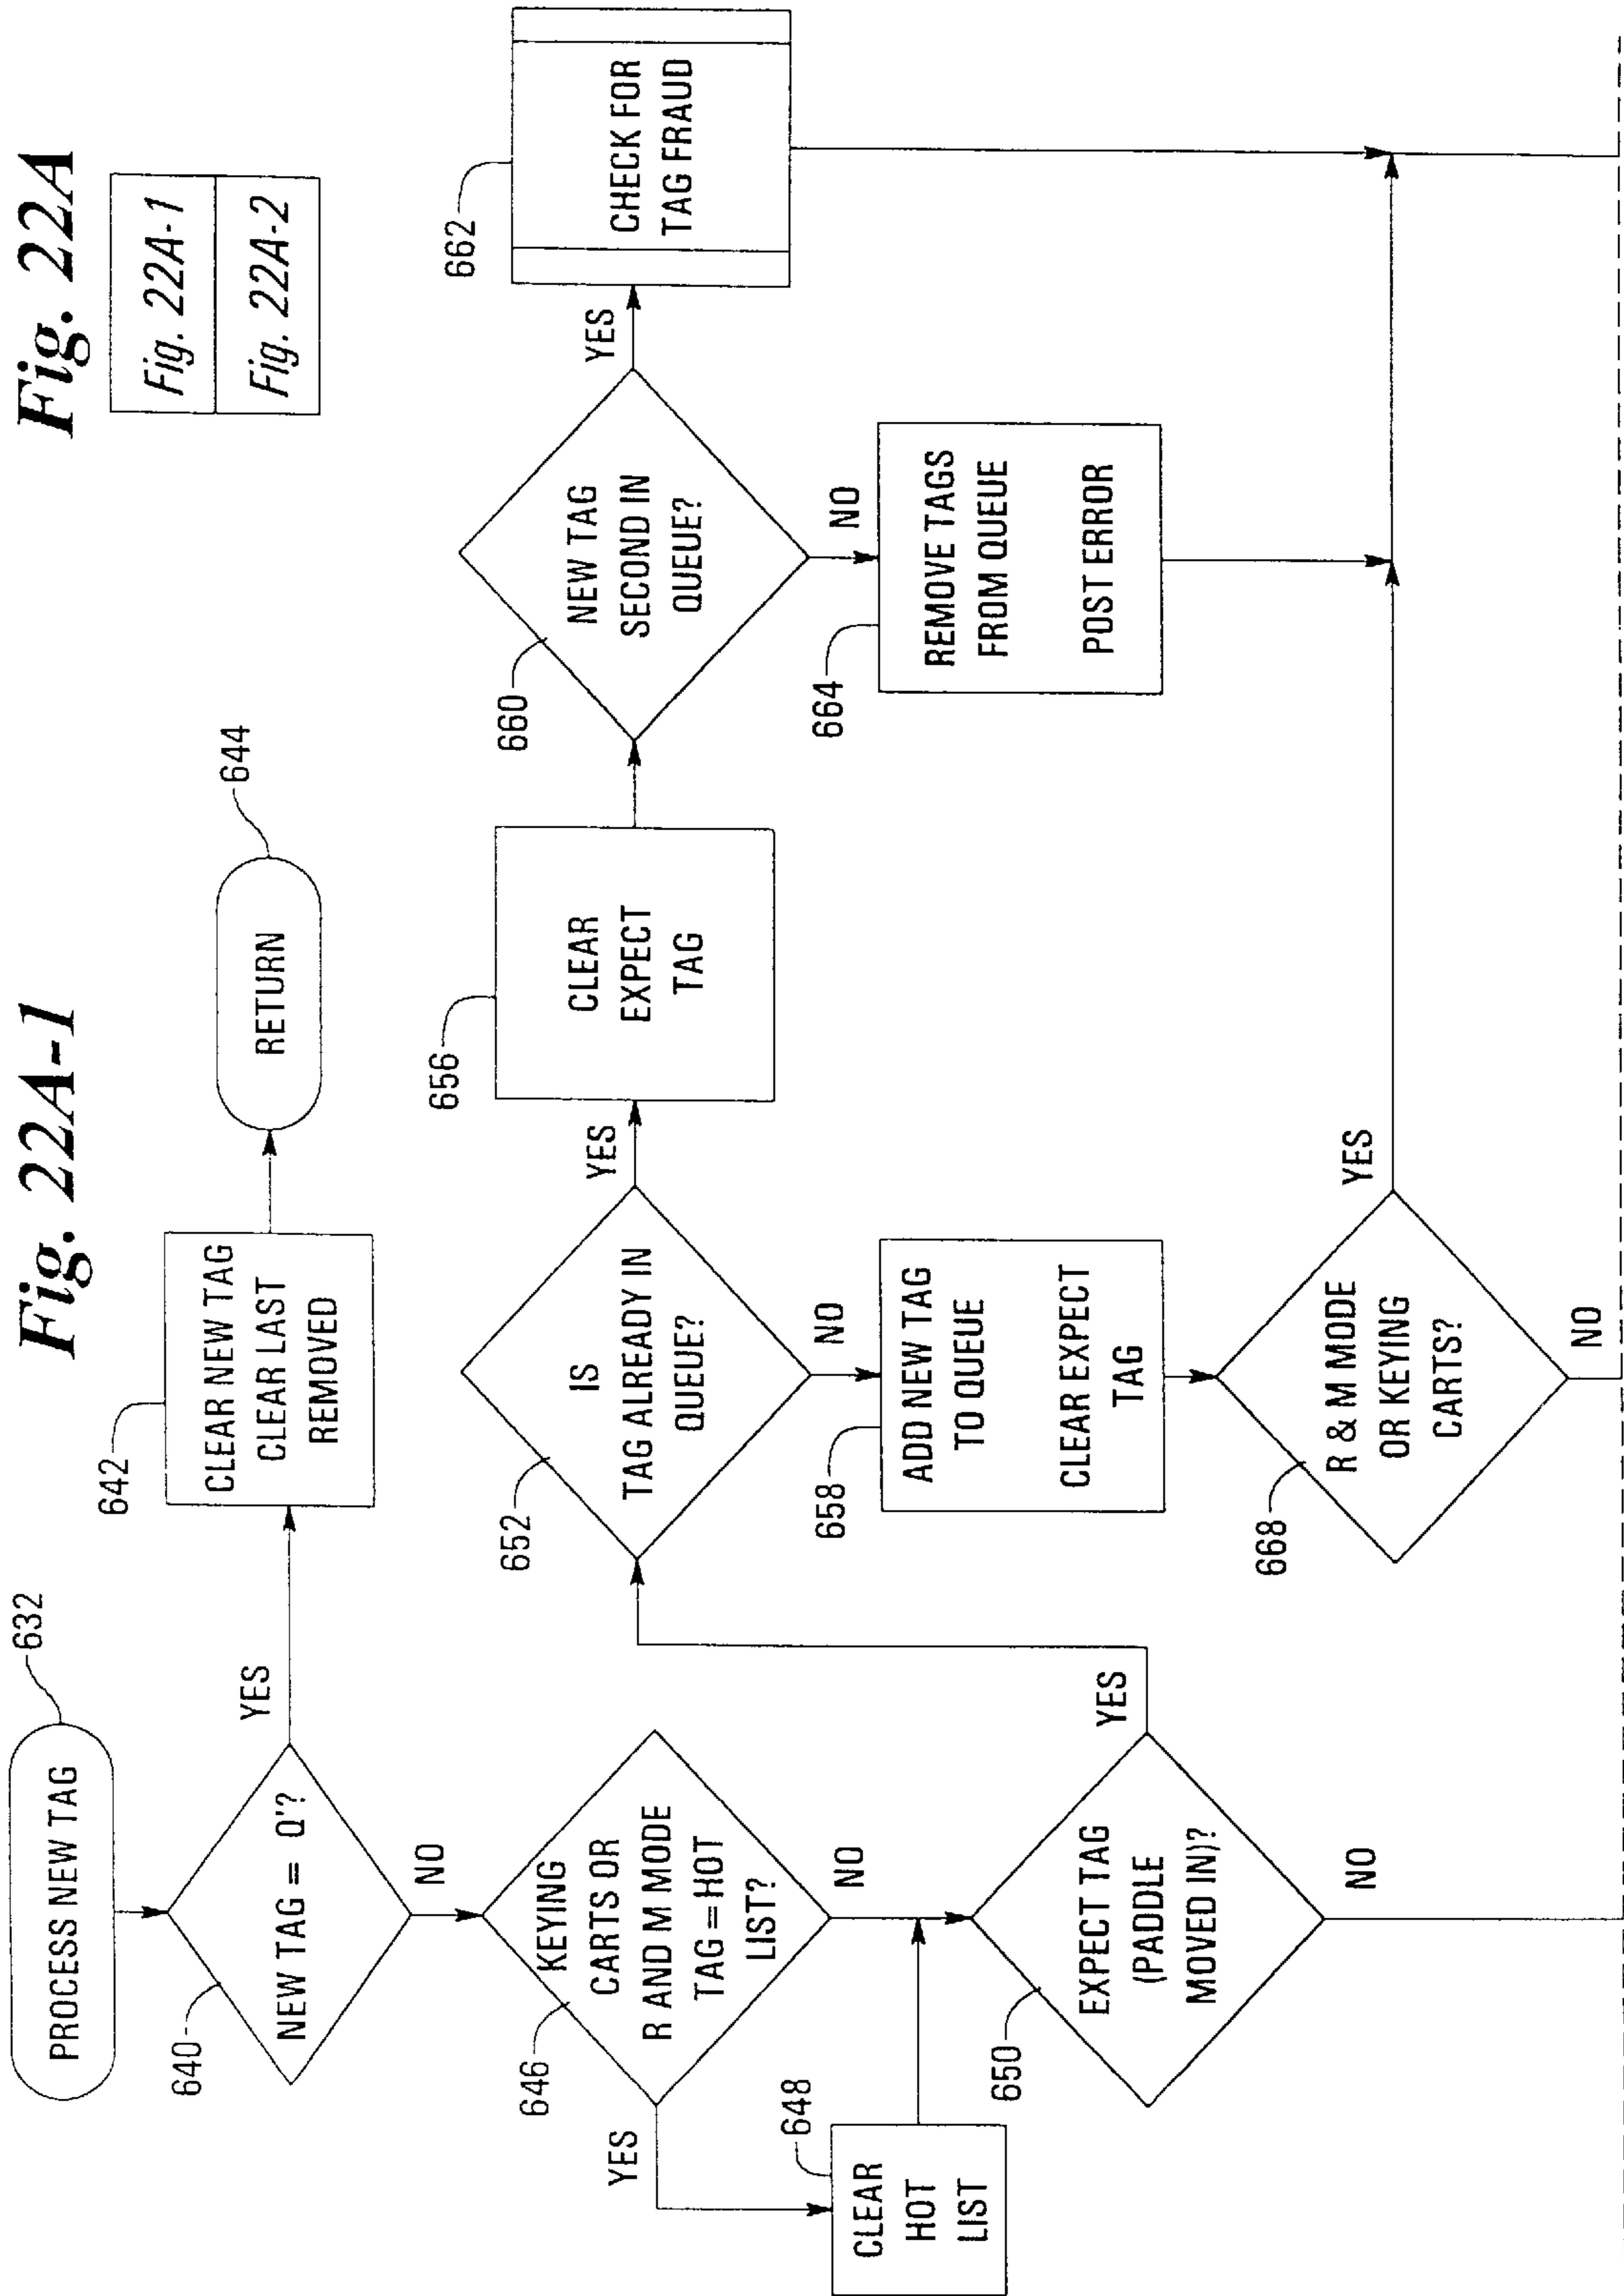 Fig. 22A-1
Fig. 22A
Fig. 22A-1
Fig. 22A-2
PROCESS NEW TAG
632
640
NEW TAG = Q'?
YES
NO
642
CLEAR NEW TAG
CLEAR LAST
REMOVED
644
RETURN
646
KEYING
CARTS OR
R AND M MODE
TAG = HOT
LIST?
YES
NO
648
CLEAR
HOT
LIST
650
EXPECT TAG
(PADDLE
MOVED IN)?
YES
NO
652
IS
TAG ALREADY IN
QUEUE?
YES
NO
656
CLEAR
EXPECT
TAG
658
ADD NEW TAG
TO QUEUE
CLEAR EXPECT
TAG
660
NEW TAG
SECOND IN
QUEUE?
YES
NO
662
CHECK FOR
TAG FRAUD
664
REMOVE TAGS
FROM QUEUE
POST ERROR
668
R & M MODE
OR KEYING
CARTS?
YES
NO